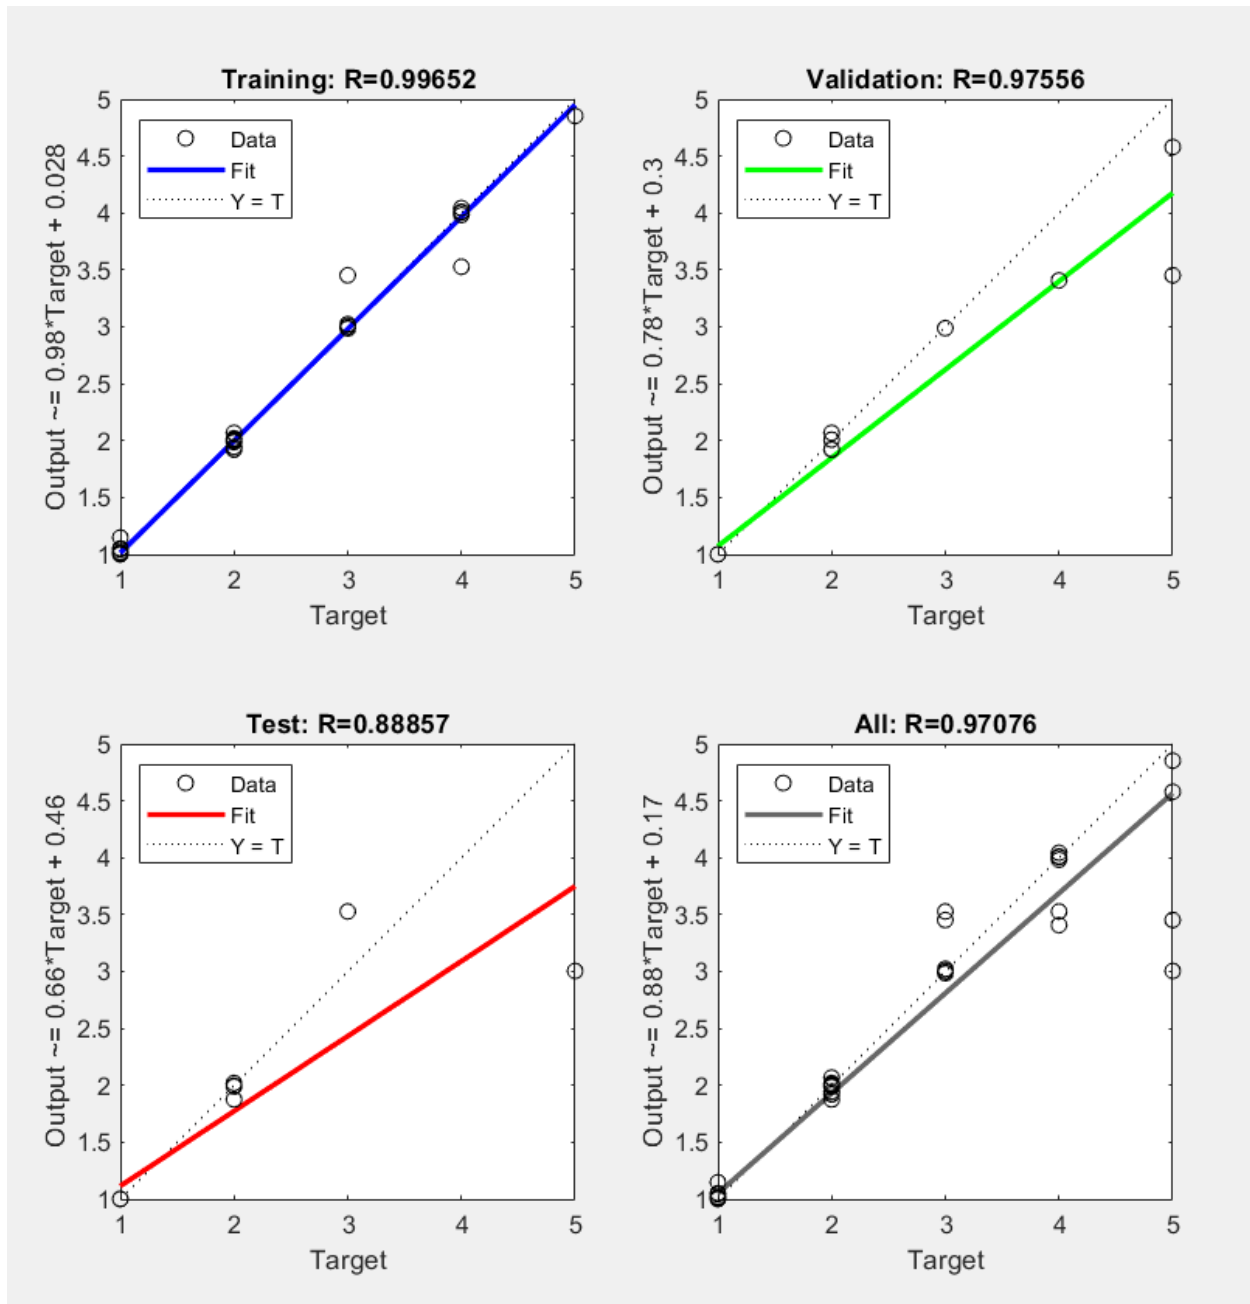 Training: R=0.99652
Output ~= 0.98*Target + 0.028
5
4.5
4
3.5
3
2.5
2
1.5
1
Data
Fit
Y = T
1 2 3 4 5
Target
Validation: R=0.97556
Output ~= 0.78*Target + 0.3
5
4.5
4
3.5
3
2.5
2
1.5
1
Data
Fit
Y = T
1 2 3 4 5
Target
Test: R=0.88857
Output ~= 0.66*Target + 0.46
5
4.5
4
3.5
3
2.5
2
1.5
1
Data
Fit
Y = T
1 2 3 4 5
Target
All: R=0.97076
Output ~= 0.88*Target + 0.17
5
4.5
4
3.5
3
2.5
2
1.5
1
Data
Fit
Y = T
1 2 3 4 5
Target